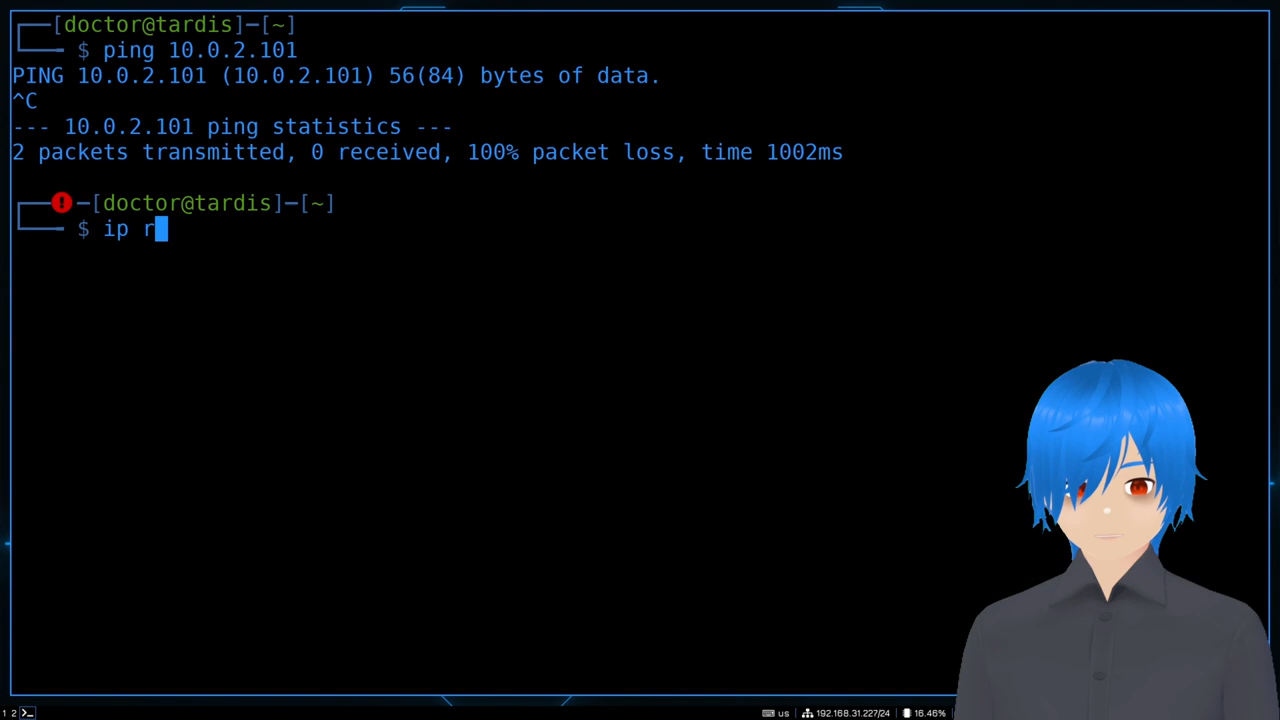 [doctor@tardis]-[~]
$ ping 10.0.2.101
PING 10.0.2.101 (10.0.2.101) 56(84) bytes of data.
^C
--- 10.0.2.101 ping statistics ---
2 packets transmitted, 0 received, 100% packet loss, time 1002ms
!-[doctor@tardis]-[~]
$ ip r
1 2 >_ us 192.168.31.227/24 16.46%